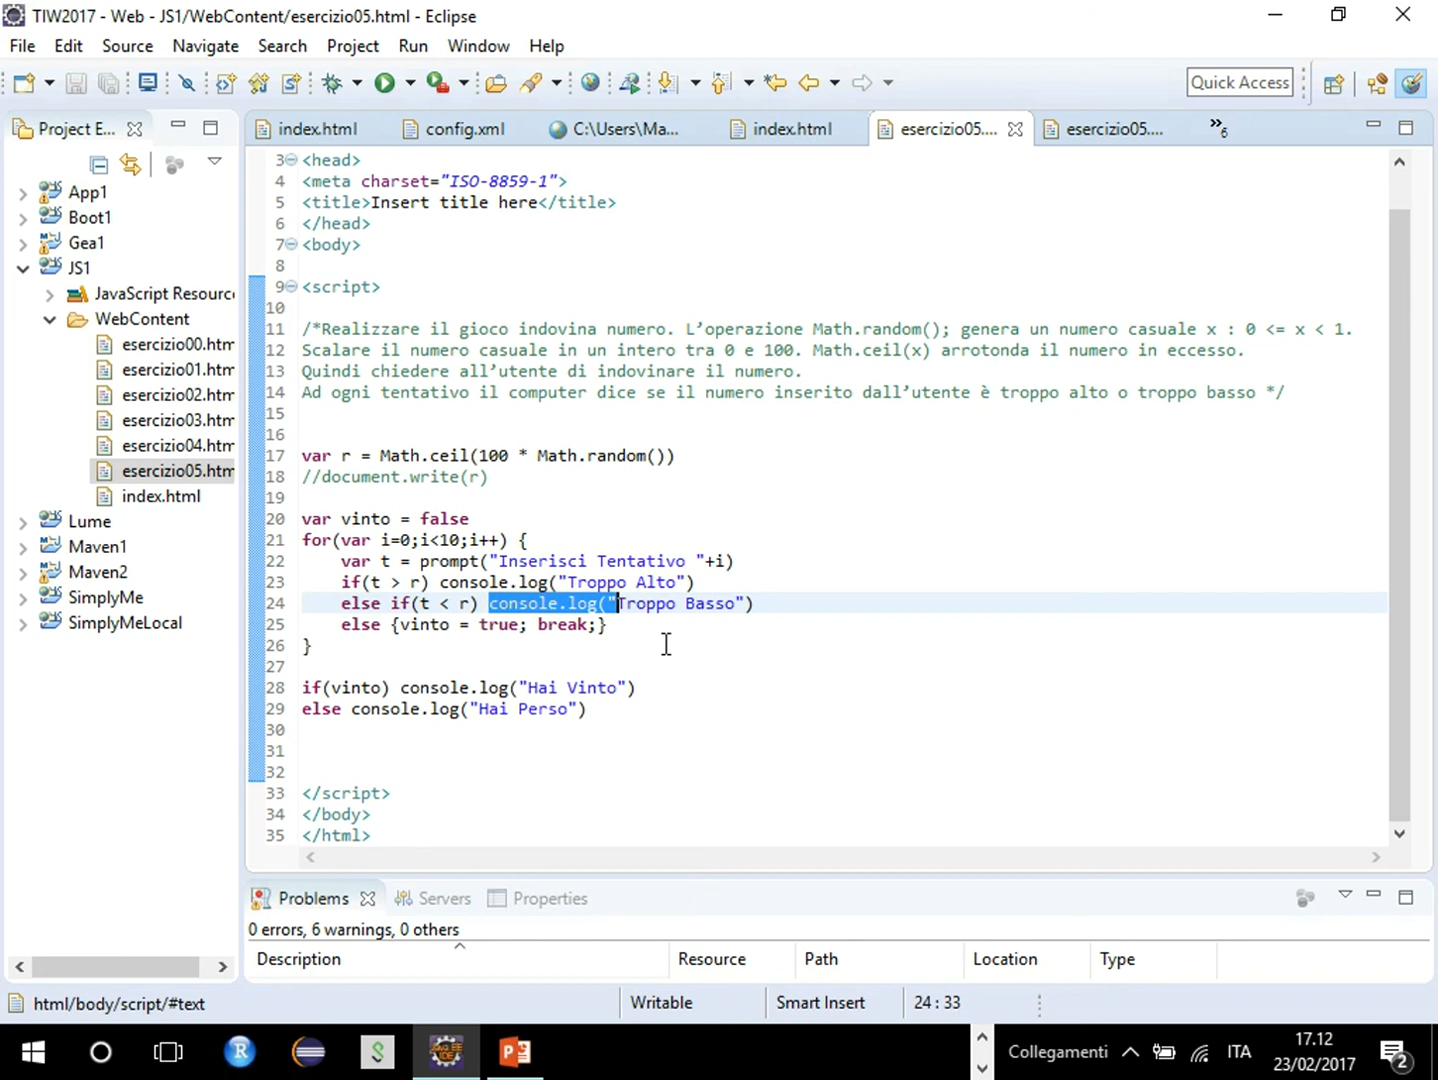 TIW2017 - Web - JS1/WebContent/esercizio05.html - Eclipse
File Edit Source Navigate Search Project Run Window Help
Quick Access
Project E...
index.html
config.xml
C:\Users\Ma...
index.html
esercizio05....
esercizio05....
»6
App1
Boot1
Gea1
JS1
JavaScript Resourc
WebContent
esercizio00.htm
esercizio01.htm
esercizio02.htm
esercizio03.htm
esercizio04.htm
esercizio05.htm
index.html
Lume
Maven1
Maven2
SimplyMe
SimplyMeLocal
3 <head>
4 <meta charset="ISO-8859-1">
5 <title>Insert title here</title>
6 </head>
7 <body>
8
9 <script>
10
11 /*Realizzare il gioco indovina numero. L’operazione Math.random(); genera un numero casuale x : 0 <= x < 1.
12 Scalare il numero casuale in un intero tra 0 e 100. Math.ceil(x) arrotonda il numero in eccesso.
13 Quindi chiedere all’utente di indovinare il numero.
14 Ad ogni tentativo il computer dice se il numero inserito dall’utente è troppo alto o troppo basso */
15
16
17 var r = Math.ceil(100 * Math.random())
18 //document.write(r)
19
20 var vinto = false
21 for(var i=0;i<10;i++) {
22 var t = prompt("Inserisci Tentativo "+i)
23 if(t > r) console.log("Troppo Alto")
24 else if(t < r) console.log("Troppo Basso")
25 else {vinto = true; break;}
26 }
27
28 if(vinto) console.log("Hai Vinto")
29 else console.log("Hai Perso")
30
31
32
33 </script>
34 </body>
35 </html>
Problems Servers Properties
0 errors, 6 warnings, 0 others
Description Resource Path Location Type
html/body/script/#text Writable Smart Insert 24 : 33
R
S
Java EE
IDE
P
Collegamenti
ITA
17.12
23/02/2017
2